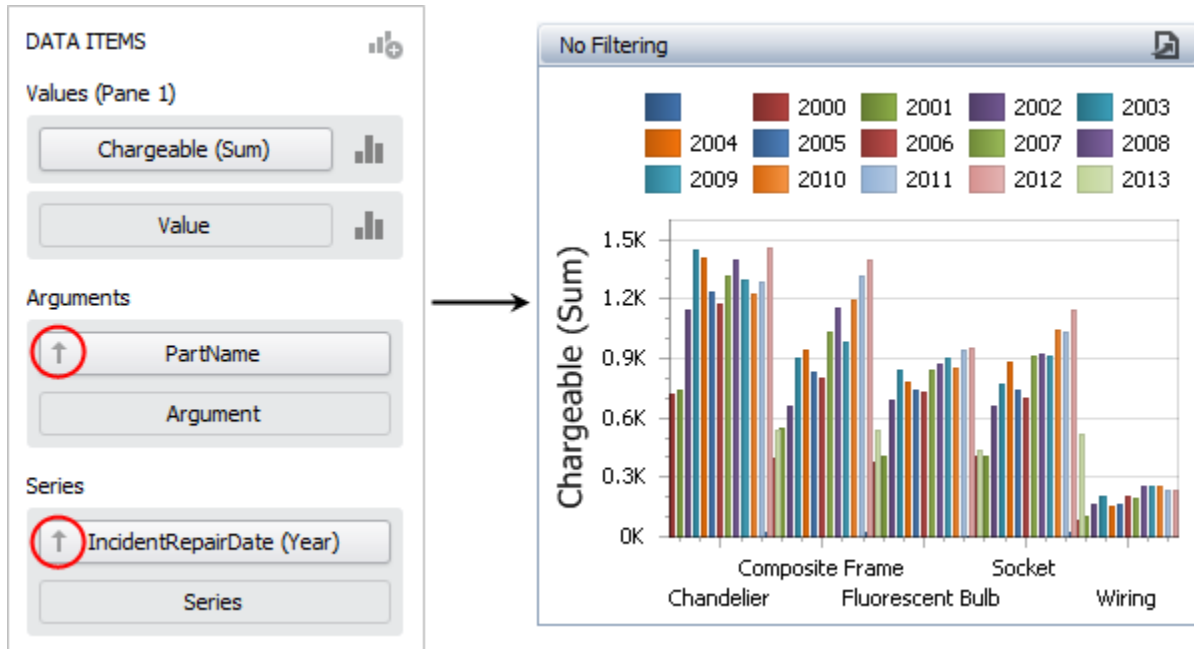 DATA ITEMS
Values (Pane 1)
Chargeable (Sum)
Value
Arguments
PartName
Argument
Series
IncidentRepairDate (Year)
Series
No Filtering
2000 2001 2002 2003
2004 2005 2006 2007 2008
2009 2010 2011 2012 2013
Chargeable (Sum)
1.5K
1.2K
0.9K
0.6K
0.3K
0K
Composite Frame Socket
Chandelier Fluorescent Bulb Wiring